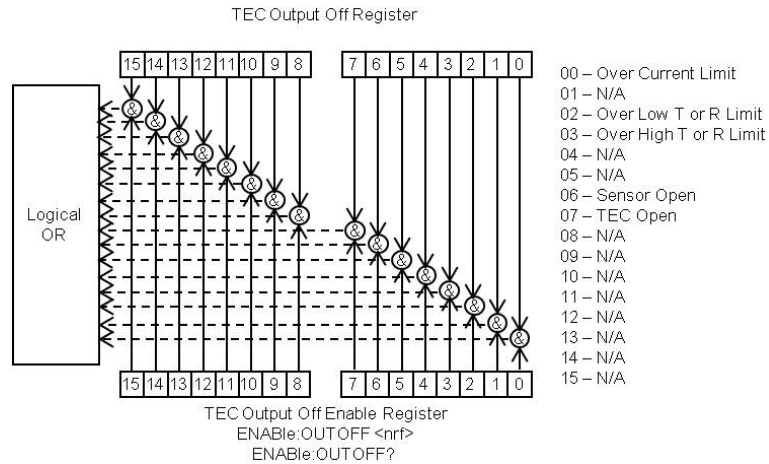 TEC Output Off Register
15 14 13 12 11 10 9 8 7 6 5 4 3 2 1 0
& & & & & & & & & & & & & & & &
Logical
OR
15 14 13 12 11 10 9 8 7 6 5 4 3 2 1 0
TEC Output Off Enable Register
ENABle:OUTOFF <nrf>
ENABle:OUTOFF?
00 – Over Current Limit
01 – N/A
02 – Over Low T or R Limit
03 – Over High T or R Limit
04 – N/A
05 – N/A
06 – Sensor Open
07 – TEC Open
08 – N/A
09 – N/A
10 – N/A
11 – N/A
12 – N/A
13 – N/A
14 – N/A
15 – N/A